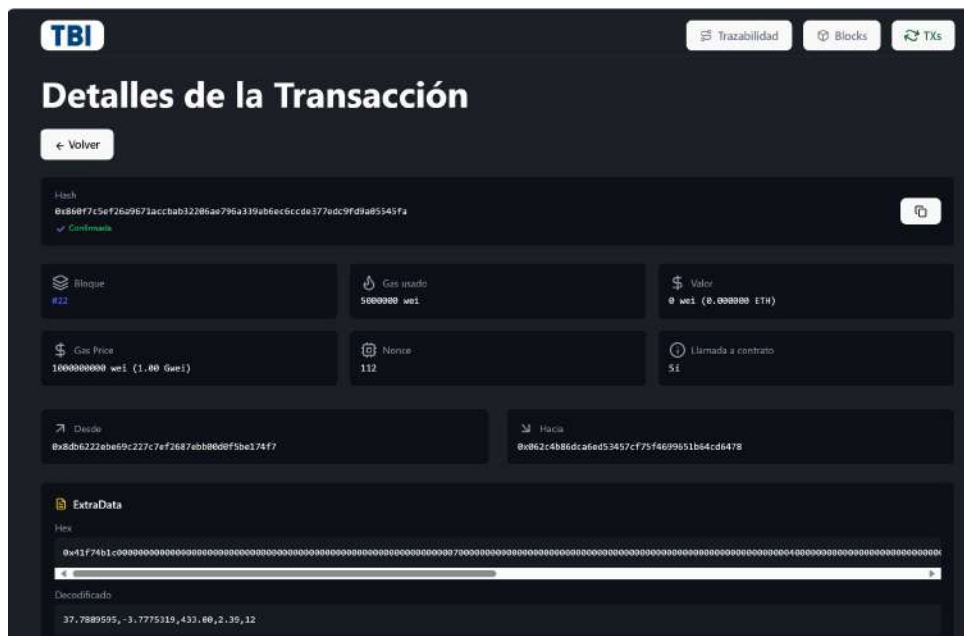 TBI
Trazabilidad
Blocks
TXs
Detalles de la Transacción
← Volver
Hash
0x860f7c5ef26a9671accbab32206ae796a339ab6ec6ccde377edc9fd9a05545fa
Confirmada
Bloque
#22
Gas usado
5000000 wei
Valor
0 wei (0.000000 ETH)
Gas Price
1000000000 wei (1.00 Gwei)
Nonce
112
Llamada a contrato
Sí
Desde
0x8db6222ebe69c227c7ef2687ebb00d0f5be174f7
Hacia
0x062c4b86dca6ed53457cf75f4699651b64cd6478
ExtraData
Hex
Decodificado
37.7889595,-3.7775319,433.60,2.36,12